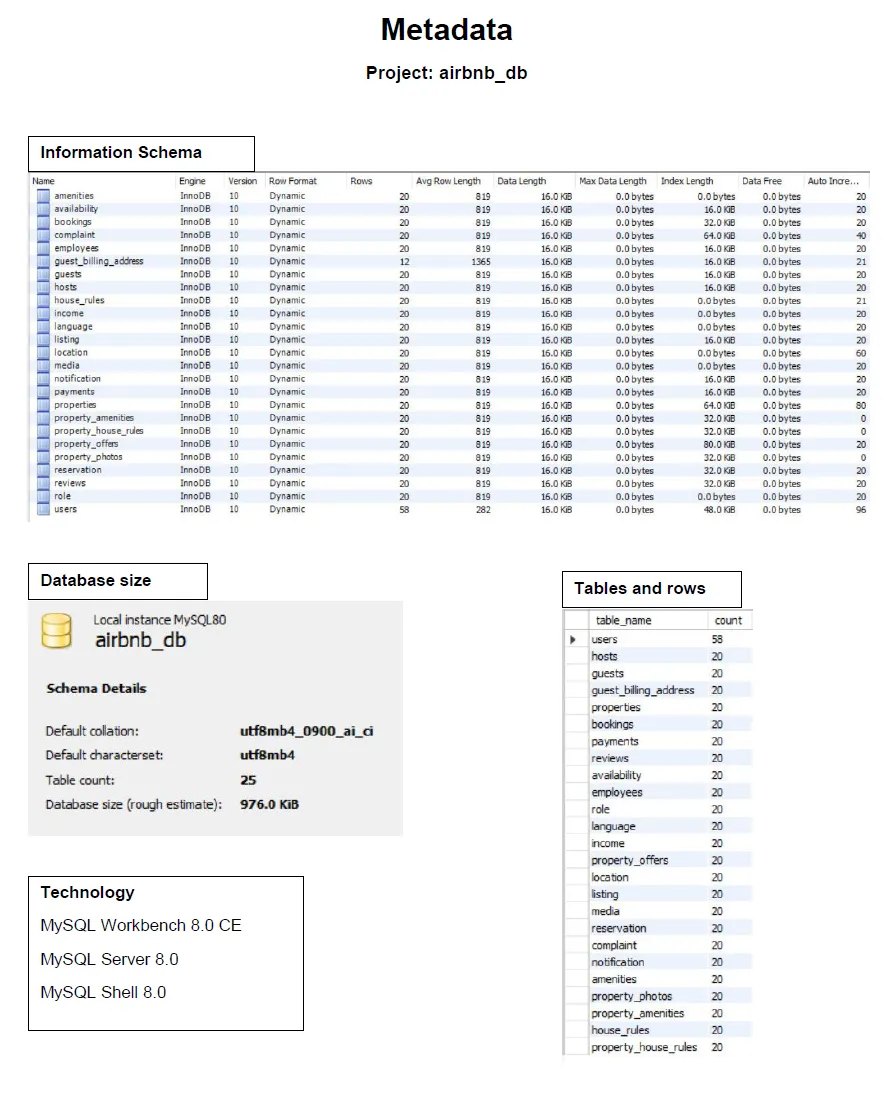 Metadata
Project: airbnb_db
Information Schema
Name Engine Version Row Format Rows Avg Row Length Data Length Max Data Length Index Length Data Free Auto Incre...
amenities InnoDB 10 Dynamic 20 819 16.0 KiB 0.0 bytes 0.0 bytes 0.0 bytes 20
availability InnoDB 10 Dynamic 20 819 16.0 KiB 0.0 bytes 16.0 KiB 0.0 bytes 20
bookings InnoDB 10 Dynamic 20 819 16.0 KiB 0.0 bytes 32.0 KiB 0.0 bytes 20
complaint InnoDB 10 Dynamic 20 819 16.0 KiB 0.0 bytes 64.0 KiB 0.0 bytes 40
employees InnoDB 10 Dynamic 20 819 16.0 KiB 0.0 bytes 16.0 KiB 0.0 bytes 20
guest_billing_address InnoDB 10 Dynamic 12 1365 16.0 KiB 0.0 bytes 16.0 KiB 0.0 bytes 21
guests InnoDB 10 Dynamic 20 819 16.0 KiB 0.0 bytes 16.0 KiB 0.0 bytes 20
hosts InnoDB 10 Dynamic 20 819 16.0 KiB 0.0 bytes 16.0 KiB 0.0 bytes 20
house_rules InnoDB 10 Dynamic 20 819 16.0 KiB 0.0 bytes 0.0 bytes 0.0 bytes 21
income InnoDB 10 Dynamic 20 819 16.0 KiB 0.0 bytes 0.0 bytes 0.0 bytes 20
language InnoDB 10 Dynamic 20 819 16.0 KiB 0.0 bytes 0.0 bytes 0.0 bytes 20
listing InnoDB 10 Dynamic 20 819 16.0 KiB 0.0 bytes 16.0 KiB 0.0 bytes 20
location InnoDB 10 Dynamic 20 819 16.0 KiB 0.0 bytes 0.0 bytes 0.0 bytes 60
media InnoDB 10 Dynamic 20 819 16.0 KiB 0.0 bytes 0.0 bytes 0.0 bytes 20
notification InnoDB 10 Dynamic 20 819 16.0 KiB 0.0 bytes 16.0 KiB 0.0 bytes 20
payments InnoDB 10 Dynamic 20 819 16.0 KiB 0.0 bytes 16.0 KiB 0.0 bytes 20
properties InnoDB 10 Dynamic 20 819 16.0 KiB 0.0 bytes 64.0 KiB 0.0 bytes 80
property_amenities InnoDB 10 Dynamic 20 819 16.0 KiB 0.0 bytes 32.0 KiB 0.0 bytes 0
property_house_rules InnoDB 10 Dynamic 20 819 16.0 KiB 0.0 bytes 32.0 KiB 0.0 bytes 0
property_offers InnoDB 10 Dynamic 20 819 16.0 KiB 0.0 bytes 80.0 KiB 0.0 bytes 20
property_photos InnoDB 10 Dynamic 20 819 16.0 KiB 0.0 bytes 32.0 KiB 0.0 bytes 0
reservation InnoDB 10 Dynamic 20 819 16.0 KiB 0.0 bytes 32.0 KiB 0.0 bytes 20
reviews InnoDB 10 Dynamic 20 819 16.0 KiB 0.0 bytes 32.0 KiB 0.0 bytes 20
role InnoDB 10 Dynamic 20 819 16.0 KiB 0.0 bytes 0.0 bytes 0.0 bytes 20
users InnoDB 10 Dynamic 58 282 16.0 KiB 0.0 bytes 48.0 KiB 0.0 bytes 96
Database size
Local instance MySQL80
airbnb_db
Schema Details
Default collation: utf8mb4_0900_ai_ci
Default characterset: utf8mb4
Table count: 25
Database size (rough estimate): 976.0 KiB
Technology
MySQL Workbench 8.0 CE
MySQL Server 8.0
MySQL Shell 8.0
Tables and rows
table_name count
users 58
hosts 20
guests 20
guest_billing_address 20
properties 20
bookings 20
payments 20
reviews 20
availability 20
employees 20
role 20
language 20
income 20
property_offers 20
location 20
listing 20
media 20
reservation 20
complaint 20
notification 20
amenities 20
property_photos 20
property_amenities 20
house_rules 20
property_house_rules 20